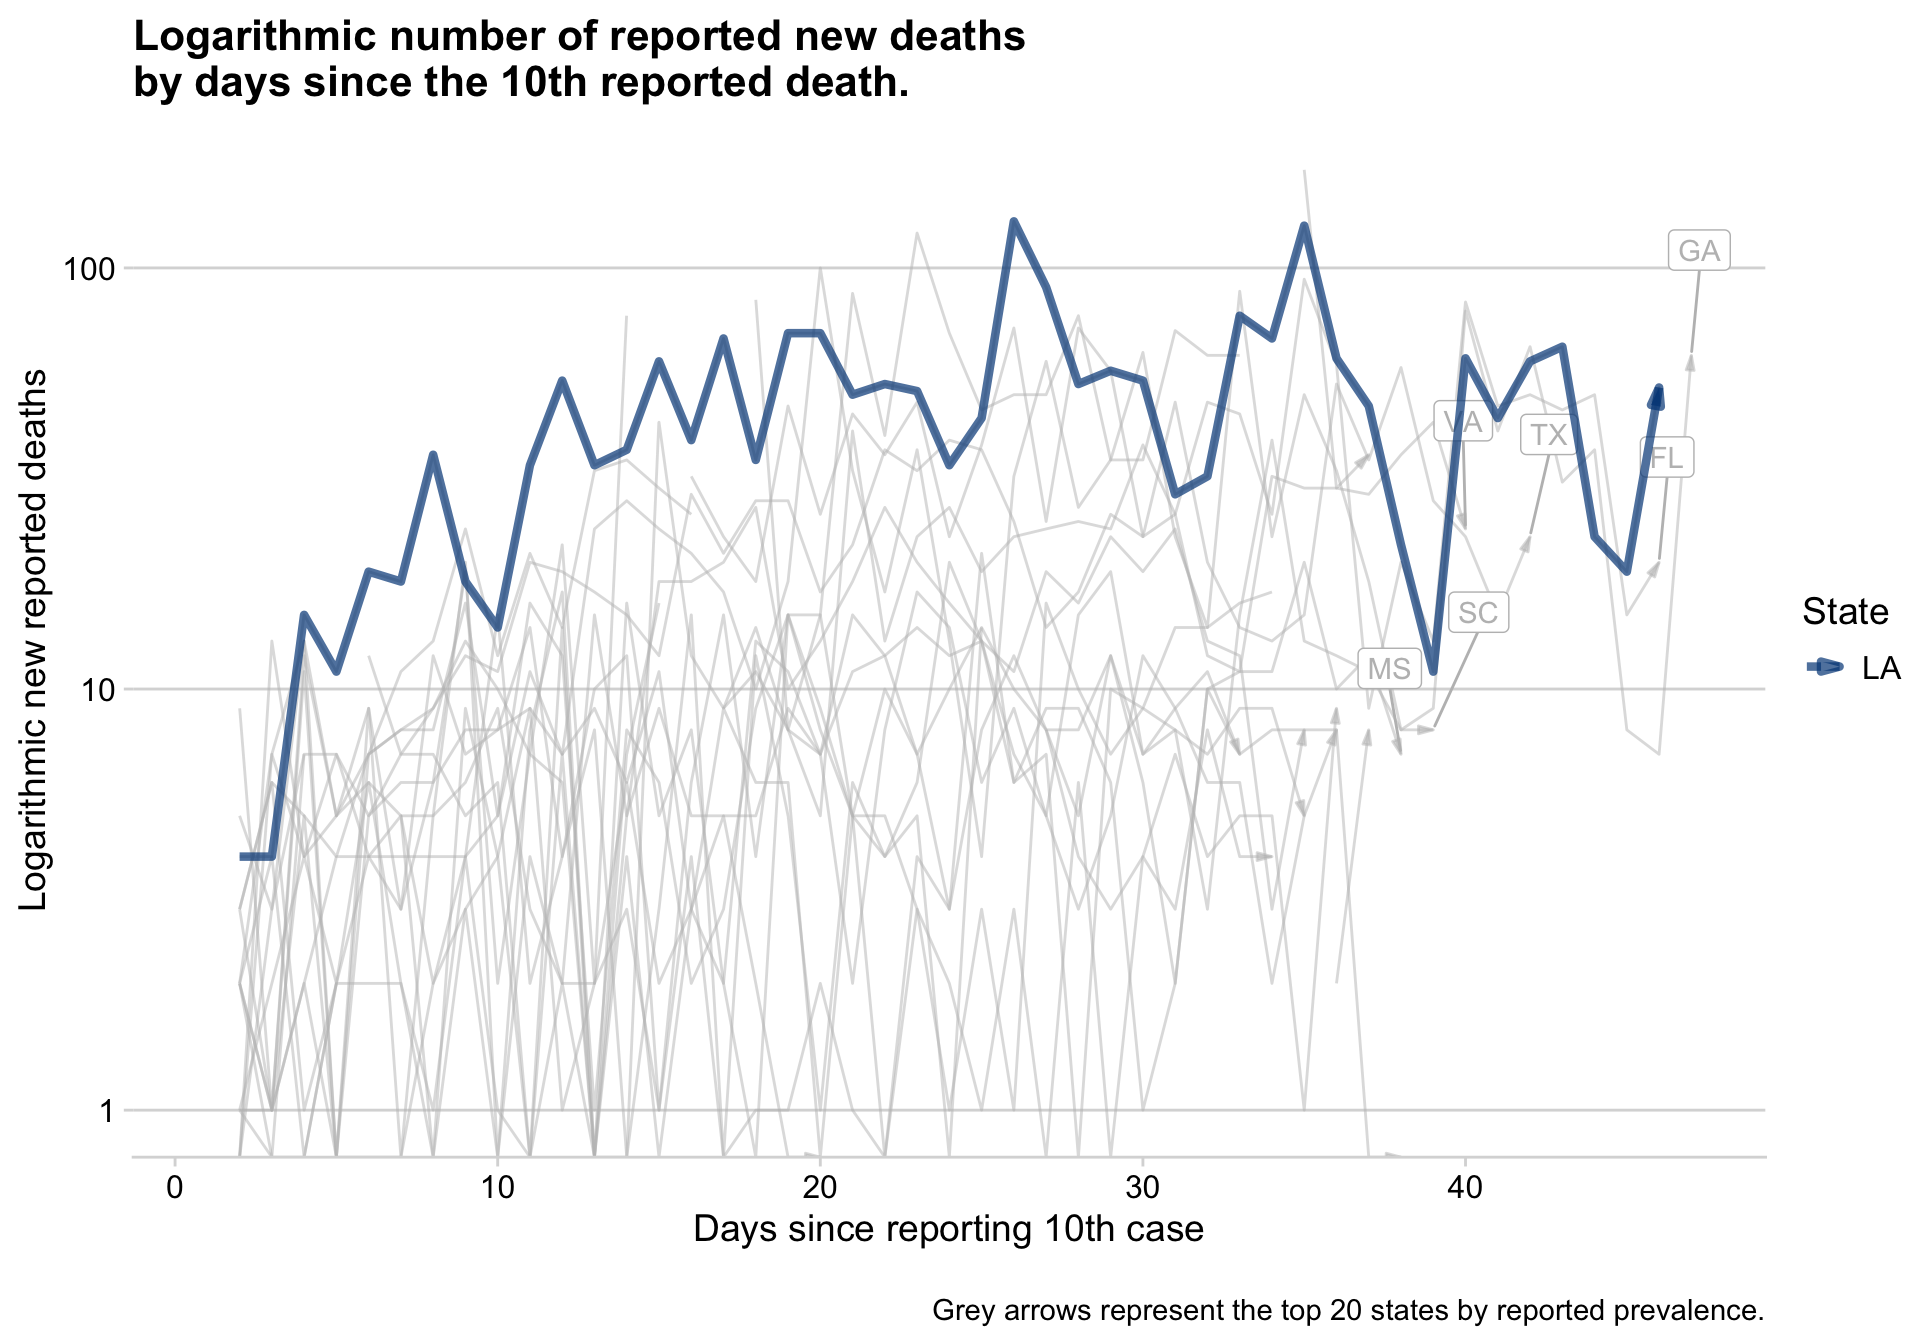 Logarithmic number of reported new deaths
by days since the 10th reported death.
Logarithmic new reported deaths
100
10
1
GA
VA
TX
FL
SC
MS
State
LA
0 10 20 30 40
Days since reporting 10th case
Grey arrows represent the top 20 states by reported prevalence.